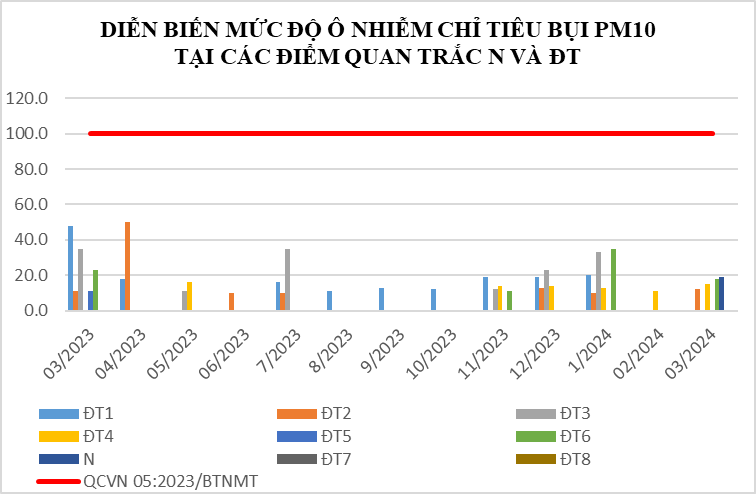 DIỄN BIẾN MỨC ĐỘ Ô NHIỄM CHỈ TIÊU BỤI PM10
TẠI CÁC ĐIỂM QUAN TRẮC N VÀ ĐT
120.0
100.0
80.0
60.0
40.0
20.0
0.0
03/2023 04/2023 05/2023 06/2023 7/2023 8/2023 9/2023 10/2023 11/2023 12/2023 1/2024 02/2024 03/2024
ĐT1 ĐT2 ĐT3
ĐT4 ĐT5 ĐT6
N ĐT7 ĐT8
QCVN 05:2023/BTNMT